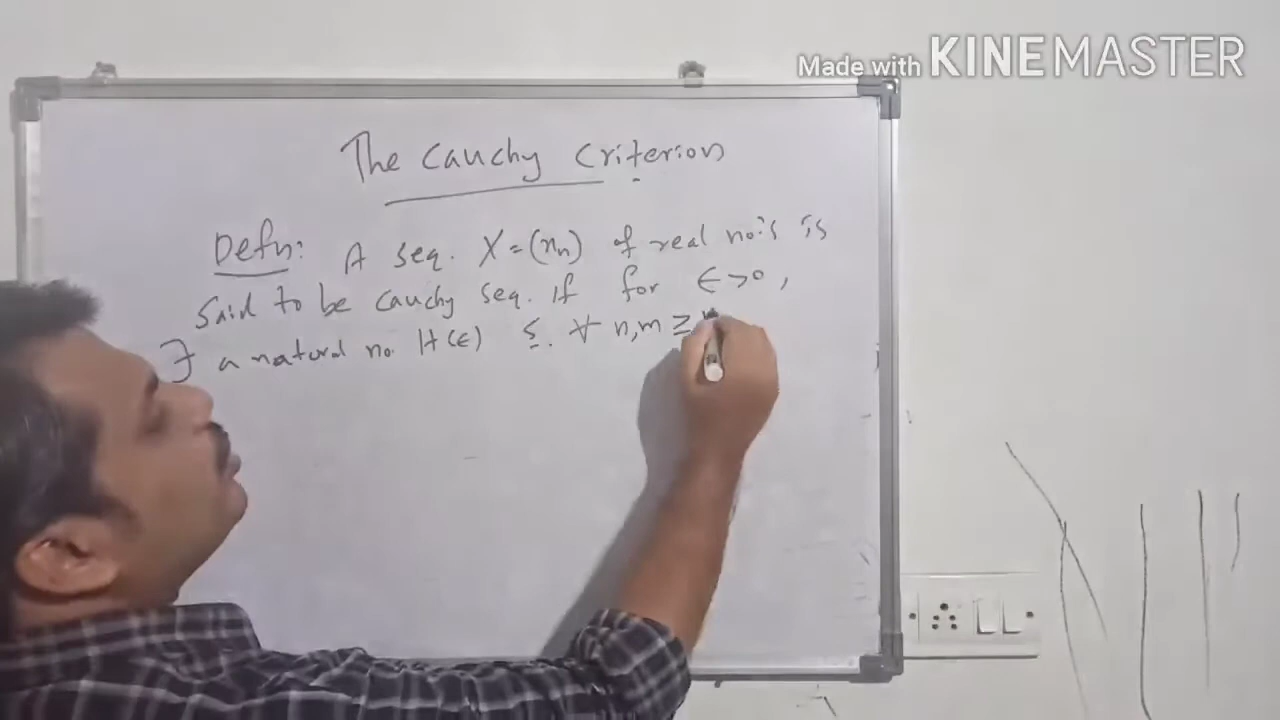 Made with KINEMASTER
The Cauchy Criterion
Defn: A seq. X = (xn) of real no:s is
said to be Cauchy seq. if for ϵ > 0,
∃ a natural no. H(ϵ) s. ∀ n,m ≥